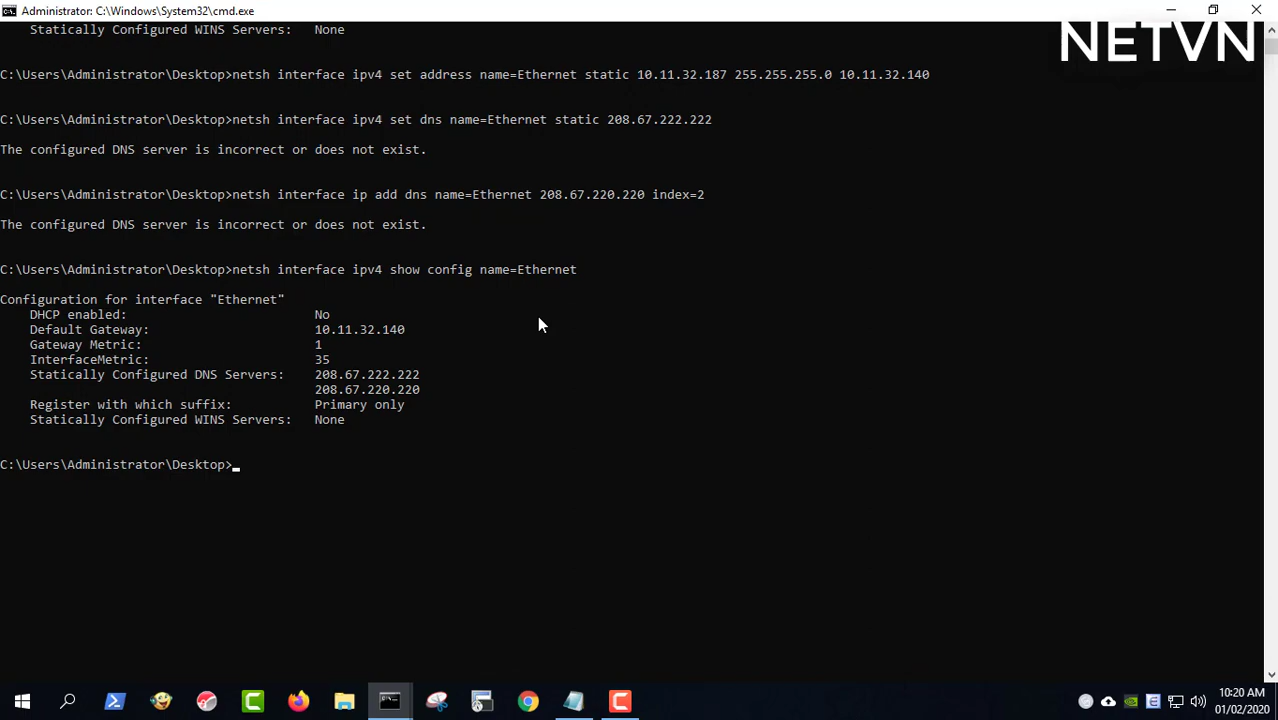 Administrator: C:\Windows\System32\cmd.exe
NETVN
Statically Configured WINS Servers: None
C:\Users\Administrator\Desktop>netsh interface ipv4 set address name=Ethernet static 10.11.32.187 255.255.255.0 10.11.32.140
C:\Users\Administrator\Desktop>netsh interface ipv4 set dns name=Ethernet static 208.67.222.222
The configured DNS server is incorrect or does not exist.
C:\Users\Administrator\Desktop>netsh interface ip add dns name=Ethernet 208.67.220.220 index=2
The configured DNS server is incorrect or does not exist.
C:\Users\Administrator\Desktop>netsh interface ipv4 show config name=Ethernet
Configuration for interface "Ethernet"
DHCP enabled: No
Default Gateway: 10.11.32.140
Gateway Metric: 1
InterfaceMetric: 35
Statically Configured DNS Servers: 208.67.222.222
208.67.220.220
Register with which suffix: Primary only
Statically Configured WINS Servers: None
C:\Users\Administrator\Desktop>
10:20 AM
01/02/2020